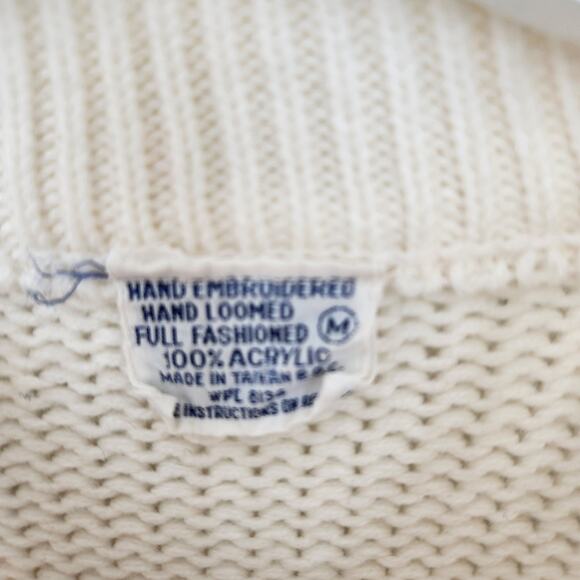 HAND EMBROIDERED
HAND LOOMED
FULL FASHIONED M
100% ACRYLIC
MADE IN TAIWAN R.O.C.
WPL
INSTRUCTIONS ON